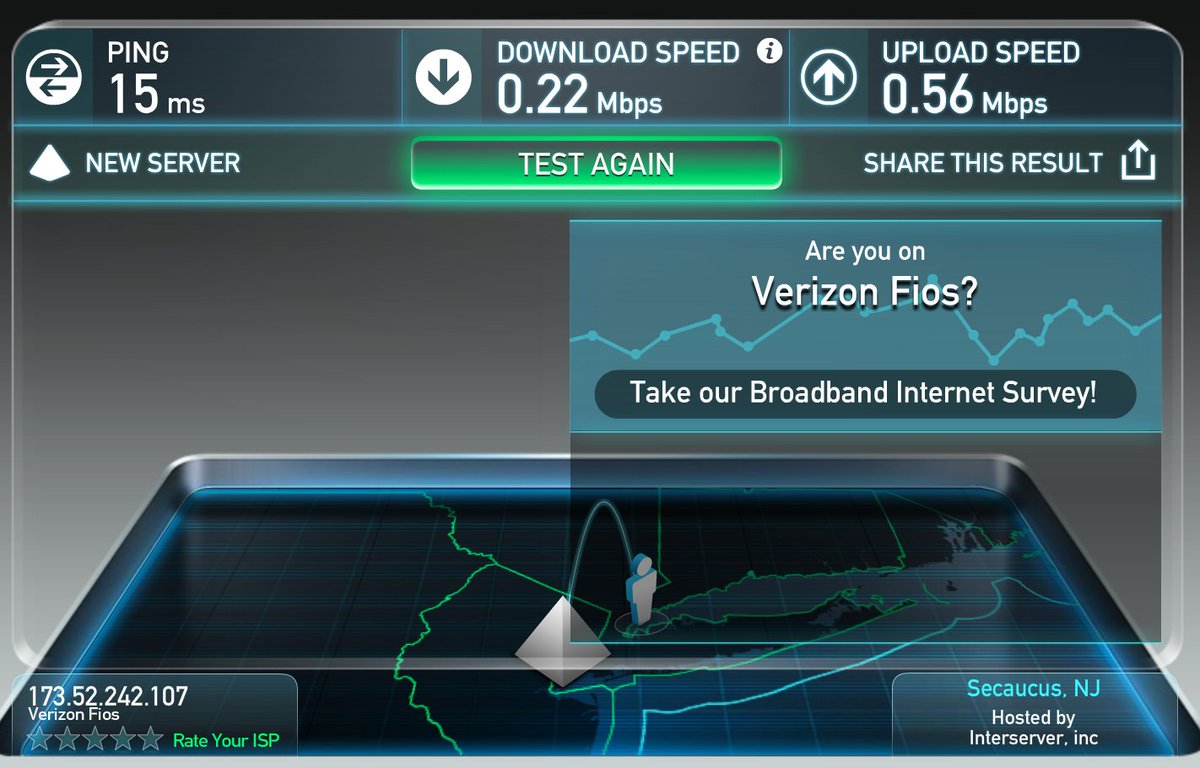 PING
15 ms
DOWNLOAD SPEED i
0.22 Mbps
UPLOAD SPEED
0.56 Mbps
NEW SERVER
TEST AGAIN
SHARE THIS RESULT
Are you on
Verizon Fios?
Take our Broadband Internet Survey!
173.52.242.107
Verizon Fios
Rate Your ISP
Secaucus, NJ
Hosted by
Interserver, inc